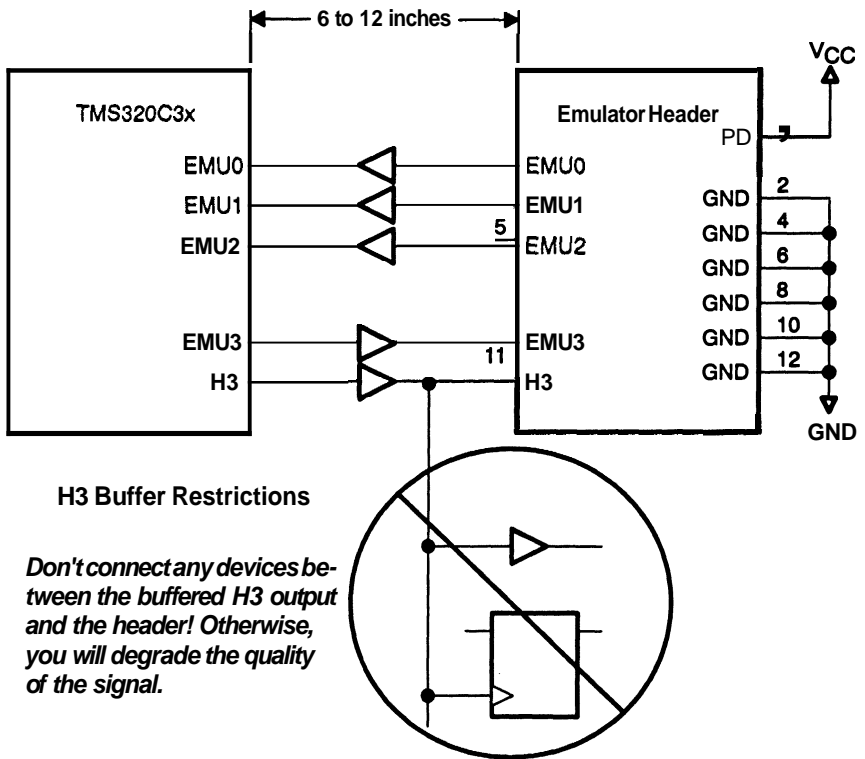 6 to 12 inches
VCC
TMS320C3x
Emulator Header
PD
EMU0
EMU0
GND
2
EMU1
EMU1
GND
4
EMU2
5
EMU2
GND
6
GND
8
EMU3
EMU3
GND
10
H3
11
H3
GND
12
GND
H3 Buffer Restrictions
Don't connect any devices be-
tween the buffered H3 output
and the header! Otherwise,
you will degrade the quality
of the signal.